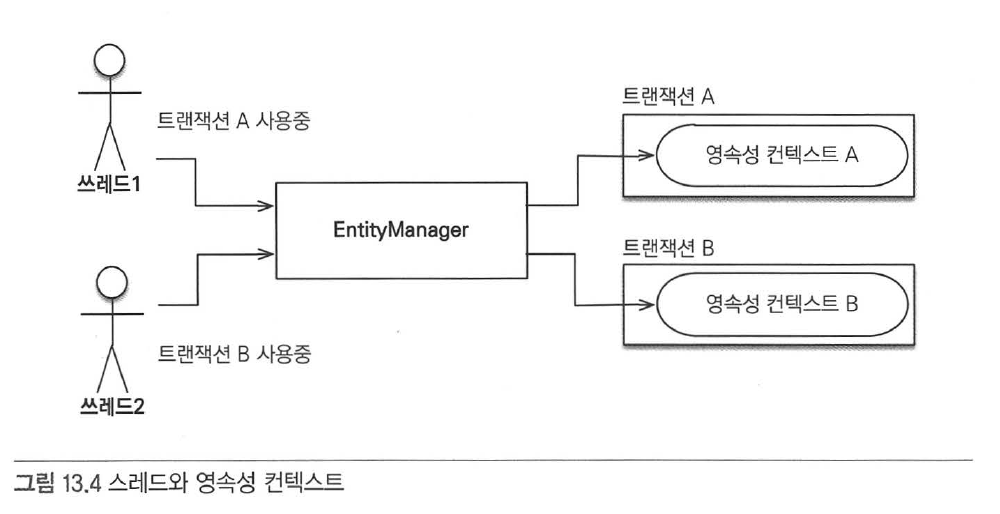 트랜잭션 A 사용중
쓰레드1
EntityManager
트랜잭션 A
영속성 컨텍스트 A
트랜잭션 B
영속성 컨텍스트 B
트랜잭션 B 사용중
쓰레드2
그림 13.4 스레드와 영속성 컨텍스트